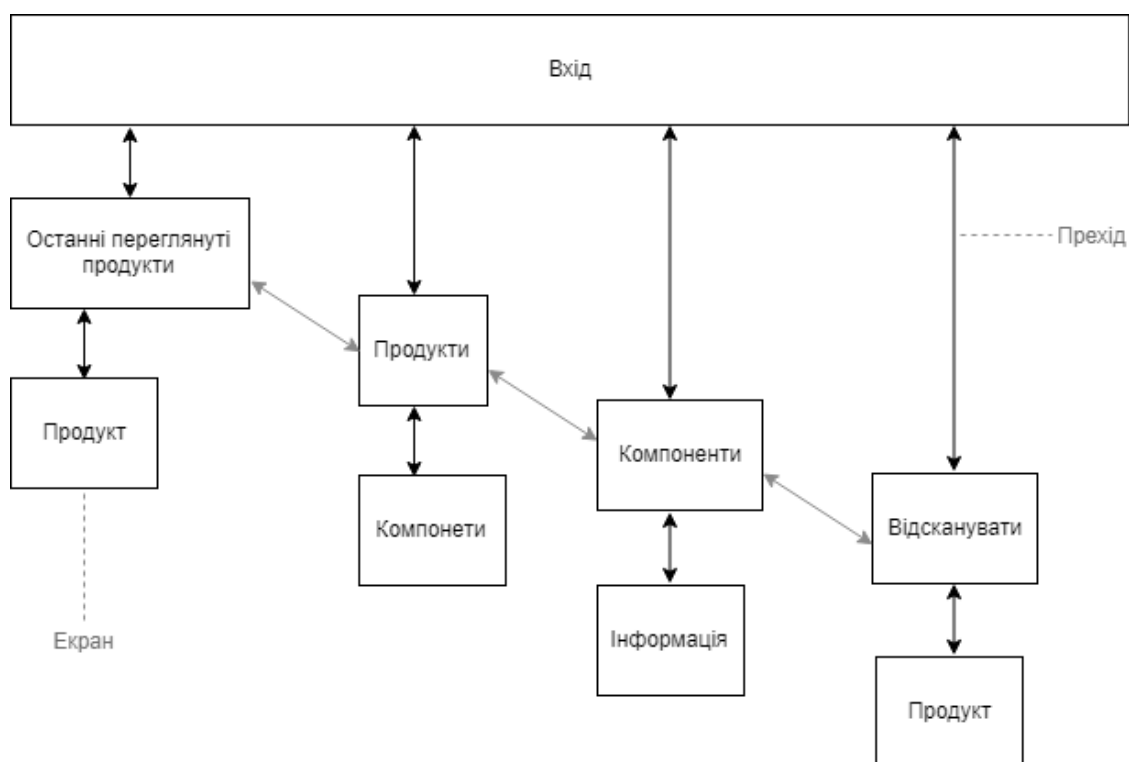 Вхід
Останні переглянуті
продукти
Прехід
Продукти
Продукт
Компоненти
Компонети
Відсканувати
Екран
Інформація
Продукт